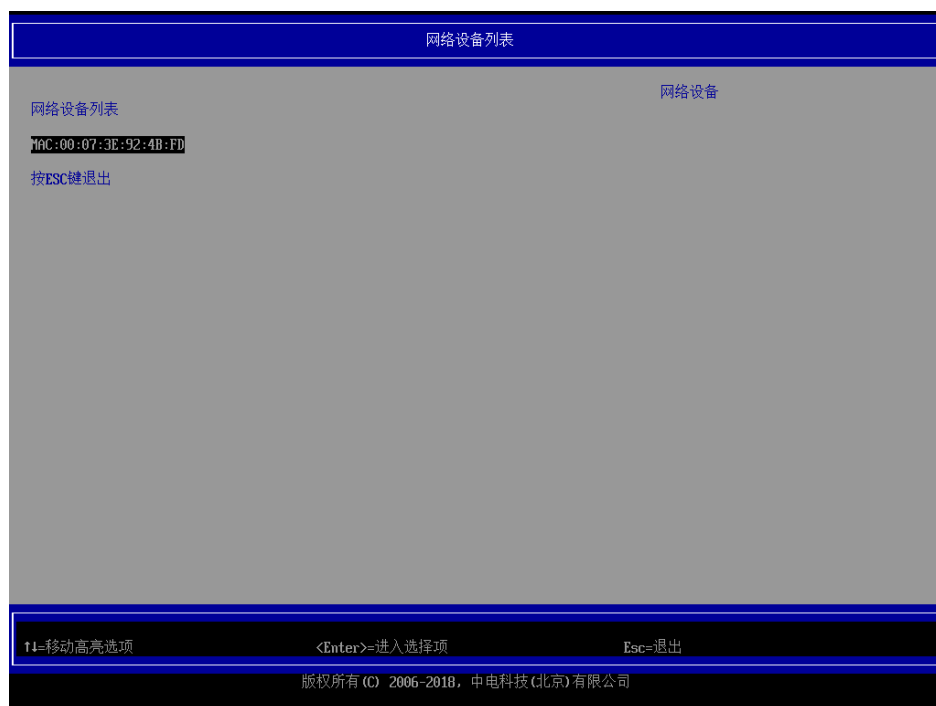 网络设备列表
网络设备
网络设备列表
MAC:00:07:3E:92:4B:FD
按ESC键退出
↑↓=移动高亮选项 <Enter>=进入选择项 Esc=退出
版权所有(C) 2006-2018，中电科技(北京)有限公司